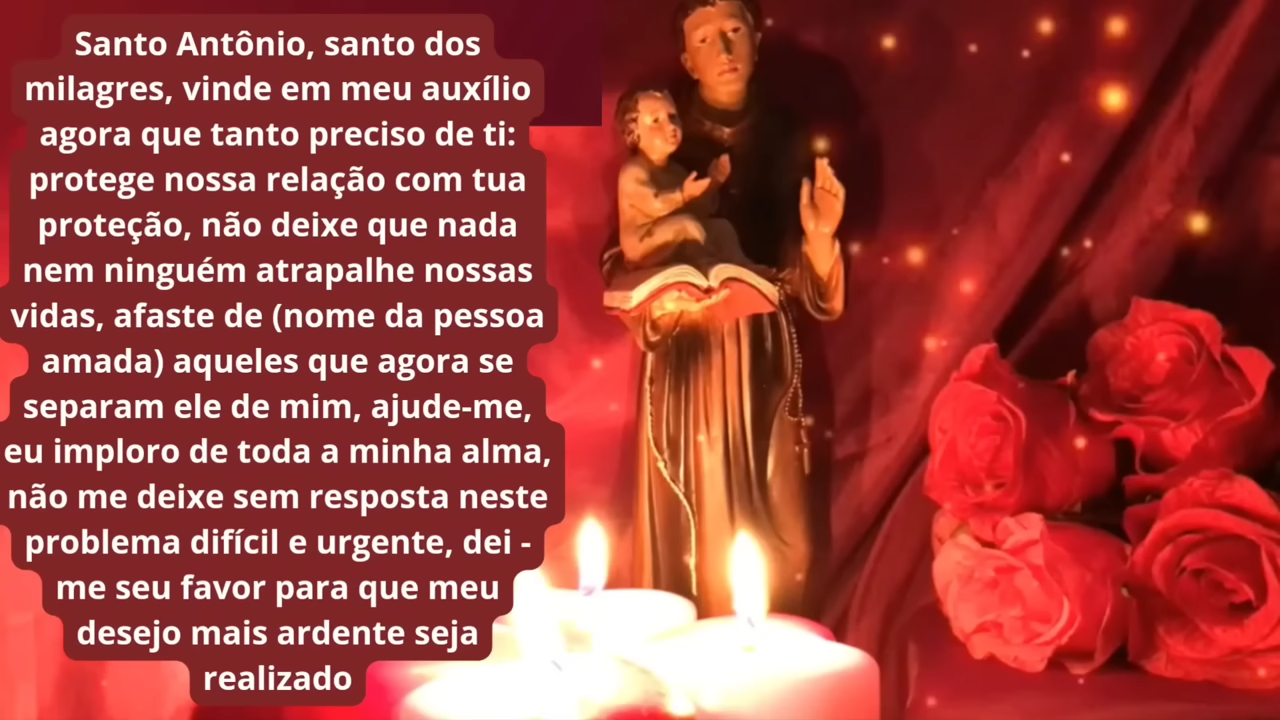 Santo Antônio, santo dos
milagres, vinde em meu auxílio
agora que tanto preciso de ti:
protege nossa relação com tua
proteção, não deixe que nada
nem ninguém atrapalhe nossas
vidas, afaste de (nome da pessoa
amada) aqueles que agora se
separam ele de mim, ajude-me,
eu imploro de toda a minha alma,
não me deixe sem resposta neste
problema difícil e urgente, dei -
me seu favor para que meu
desejo mais ardente seja
realizado